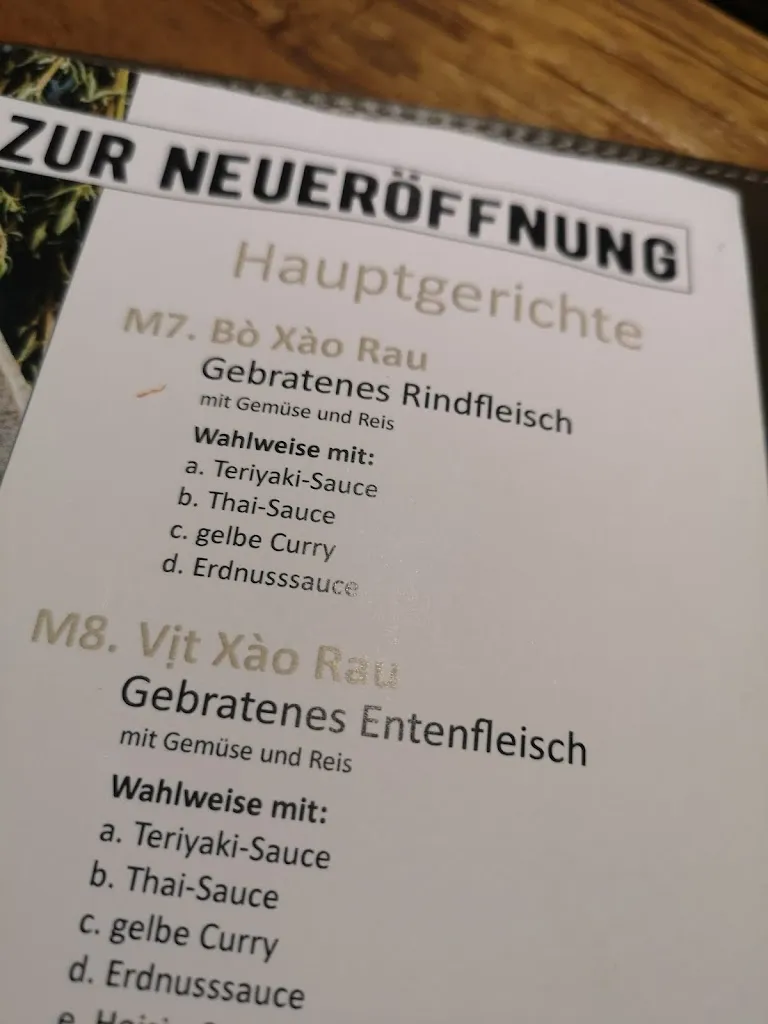 ZUR NEUERÖFFNUNG
Hauptgerichte
M7. Bò Xào Rau
Gebratenes Rindfleisch
mit Gemüse und Reis
Wahlweise mit:
a. Teriyaki-Sauce
b. Thai-Sauce
c. gelbe Curry
d. Erdnusssauce
M8. Vịt Xào Rau
Gebratenes Entenfleisch
mit Gemüse und Reis
Wahlweise mit:
a. Teriyaki-Sauce
b. Thai-Sauce
c. gelbe Curry
d. Erdnusssauce
e.